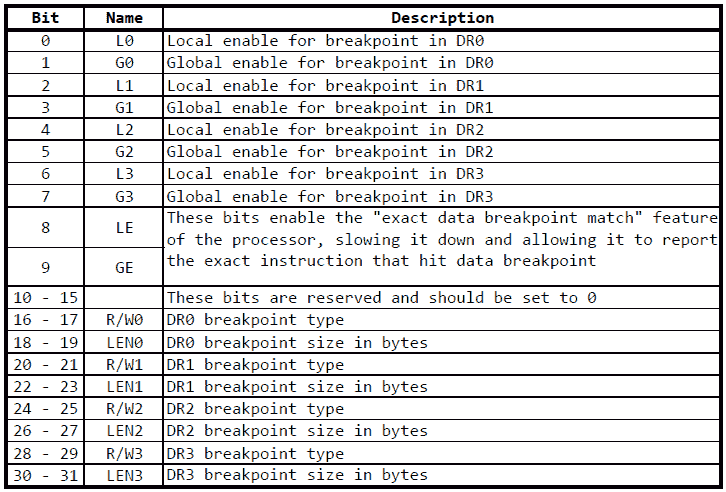 Bit Name Description
0 L0 Local enable for breakpoint in DR0
1 G0 Global enable for breakpoint in DR0
2 L1 Local enable for breakpoint in DR1
3 G1 Global enable for breakpoint in DR1
4 L2 Local enable for breakpoint in DR2
5 G2 Global enable for breakpoint in DR2
6 L3 Local enable for breakpoint in DR3
7 G3 Global enable for breakpoint in DR3
8 LE These bits enable the "exact data breakpoint match" feature
of the processor, slowing it down and allowing it to report
9 GE the exact instruction that hit data breakpoint
10 - 15 These bits are reserved and should be set to 0
16 - 17 R/W0 DR0 breakpoint type
18 - 19 LEN0 DR0 breakpoint size in bytes
20 - 21 R/W1 DR1 breakpoint type
22 - 23 LEN1 DR1 breakpoint size in bytes
24 - 25 R/W2 DR2 breakpoint type
26 - 27 LEN2 DR2 breakpoint size in bytes
28 - 29 R/W3 DR3 breakpoint type
30 - 31 LEN3 DR3 breakpoint size in bytes